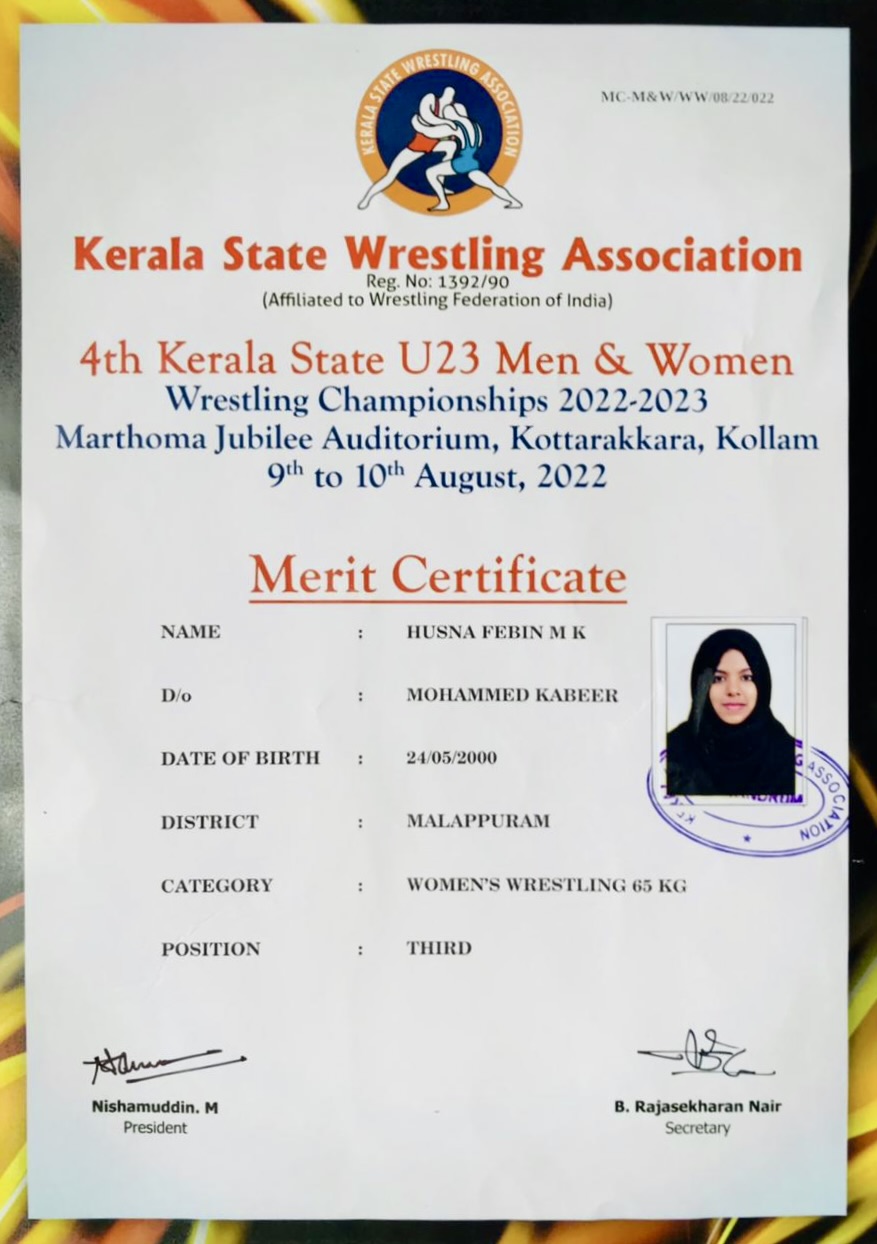 KERALA STATE WRESTLING ASSOCIATION
MC-M&W/WW/08/22/022
Kerala State Wrestling Association
Reg. No: 1392/90
(Affiliated to Wrestling Federation of India)
4th Kerala State U23 Men & Women
Wrestling Championships 2022-2023
Marthoma Jubilee Auditorium, Kottarakkara, Kollam
9th to 10th August, 2022
Merit Certificate
NAME : HUSNA FEBIN M K
D/o : MOHAMMED KABEER
DATE OF BIRTH : 24/05/2000
DISTRICT : MALAPPURAM
CATEGORY : WOMEN'S WRESTLING 65 KG
POSITION : THIRD
ASSOCIATION
Nishamuddin. M
President
B. Rajasekharan Nair
Secretary